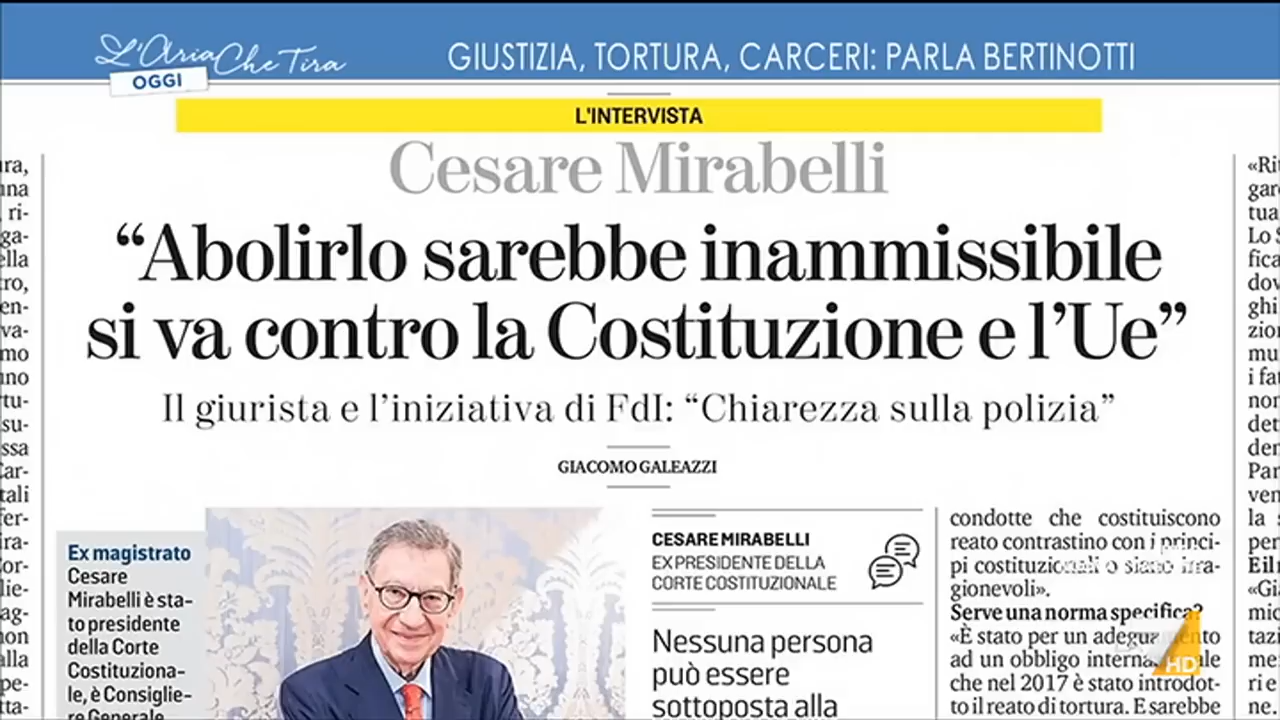 L'Aria Che Tira
OGGI
GIUSTIZIA, TORTURA, CARCERI: PARLA BERTINOTTI
L'INTERVISTA
Cesare Mirabelli
“Abolirlo sarebbe inammissibile
si va contro la Costituzione e l’Ue”
Il giurista e l’iniziativa di FdI: “Chiarezza sulla polizia”
GIACOMO GALEAZZI
Ex magistrato
Cesare
Mirabelli è sta-
to presidente
della Corte
Costituziona-
le, è Consiglie-
re Generale
CESARE MIRABELLI
EX PRESIDENTE DELLA
CORTE COSTITUZIONALE
Nessuna persona
può essere
sottoposta alla
condotte che costituiscono
reato contrastino con i princi-
pi costituzionali o siano irra-
gionevoli».
Serve una norma specifica?
«È stato per un adeguamento
ad un obbligo internazionale
che nel 2017 è stato introdot-
to il reato di tortura. E sarebbe
HD